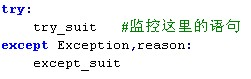 try:
    try_suit   #监控这里的语句
except Exception,reason:
    except_suit